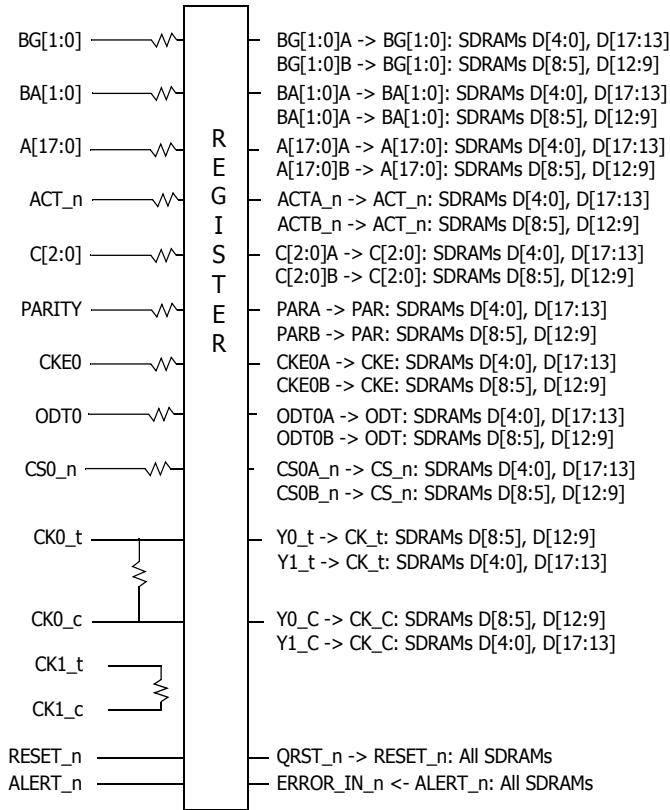 BG[1:0]
BG[1:0]A -> BG[1:0]: SDRAMs D[4:0], D[17:13]
BG[1:0]B -> BG[1:0]: SDRAMs D[8:5], D[12:9]
BA[1:0]
BA[1:0]A -> BA[1:0]: SDRAMs D[4:0], D[17:13]
BA[1:0]A -> BA[1:0]: SDRAMs D[8:5], D[12:9]
A[17:0]
A[17:0]A -> A[17:0]: SDRAMs D[4:0], D[17:13]
A[17:0]B -> A[17:0]: SDRAMs D[8:5], D[12:9]
ACT_n
ACTA_n -> ACT_n: SDRAMs D[4:0], D[17:13]
ACTB_n -> ACT_n: SDRAMs D[8:5], D[12:9]
C[2:0]
C[2:0]A -> C[2:0]: SDRAMs D[4:0], D[17:13]
C[2:0]B -> C[2:0]: SDRAMs D[8:5], D[12:9]
PARITY
PARA -> PAR: SDRAMs D[4:0], D[17:13]
PARB -> PAR: SDRAMs D[8:5], D[12:9]
CKE0
CKE0A -> CKE: SDRAMs D[4:0], D[17:13]
CKE0B -> CKE: SDRAMs D[8:5], D[12:9]
ODT0
ODT0A -> ODT: SDRAMs D[4:0], D[17:13]
ODT0B -> ODT: SDRAMs D[8:5], D[12:9]
CS0_n
CS0A_n -> CS_n: SDRAMs D[4:0], D[17:13]
CS0B_n -> CS_n: SDRAMs D[8:5], D[12:9]
CK0_t
Y0_t -> CK_t: SDRAMs D[8:5], D[12:9]
Y1_t -> CK_t: SDRAMs D[4:0], D[17:13]
CK0_c
Y0_C -> CK_C: SDRAMs D[8:5], D[12:9]
Y1_C -> CK_C: SDRAMs D[4:0], D[17:13]
CK1_t
CK1_c
RESET_n
QRST_n -> RESET_n: All SDRAMs
ALERT_n
ERROR_IN_n <- ALERT_n: All SDRAMs
REGISTER